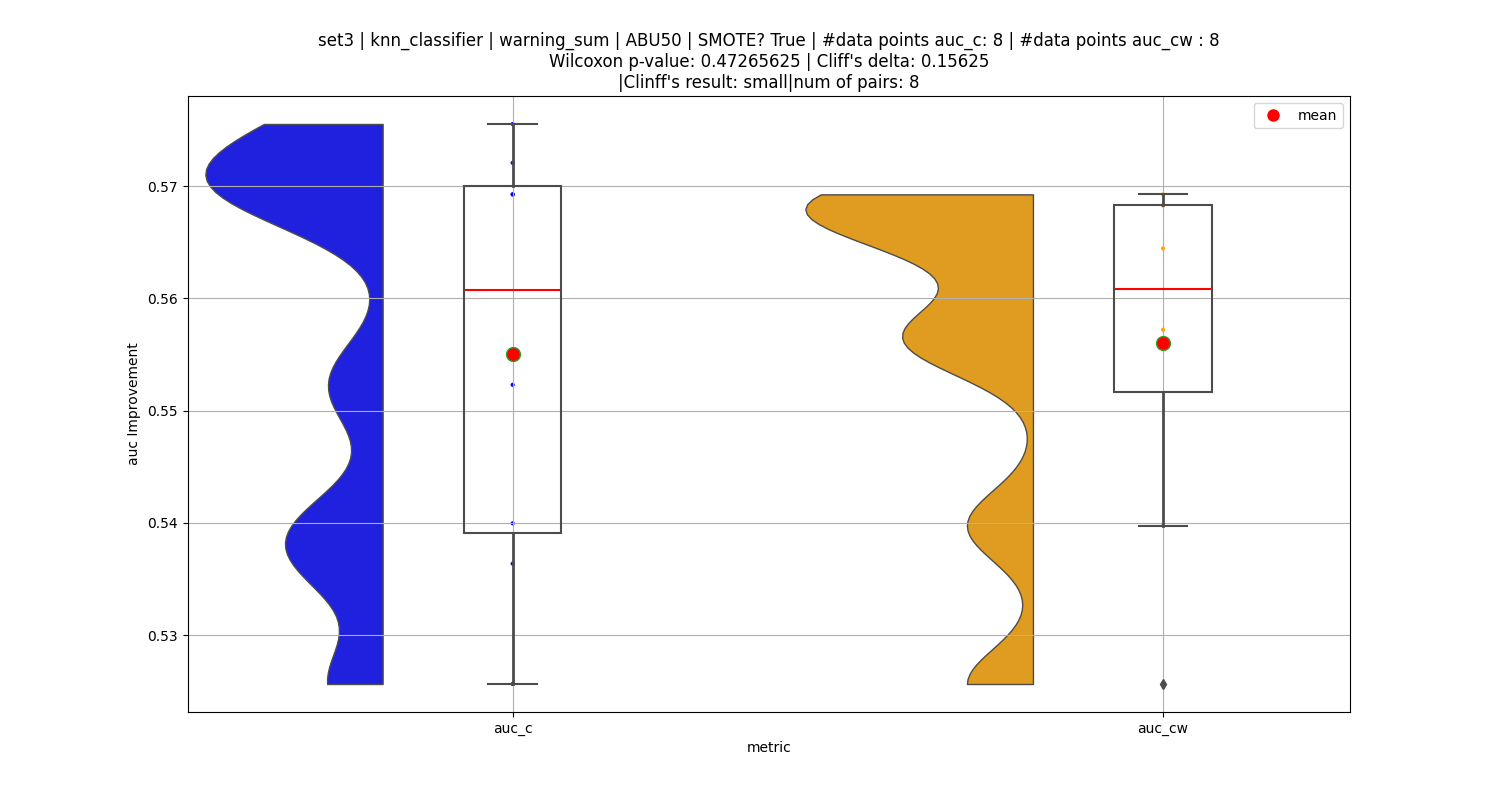 set3 | knn_classifier | warning_sum | ABU50 | SMOTE? True | #data points auc_c: 8 | #data points auc_cw : 8
Wilcoxon p-value: 0.47265625 | Cliff's delta: 0.15625
|Clinff's result: small|num of pairs: 8
mean
0.57
0.56
0.55
0.54
0.53
auc Improvement
auc_c
auc_cw
metric